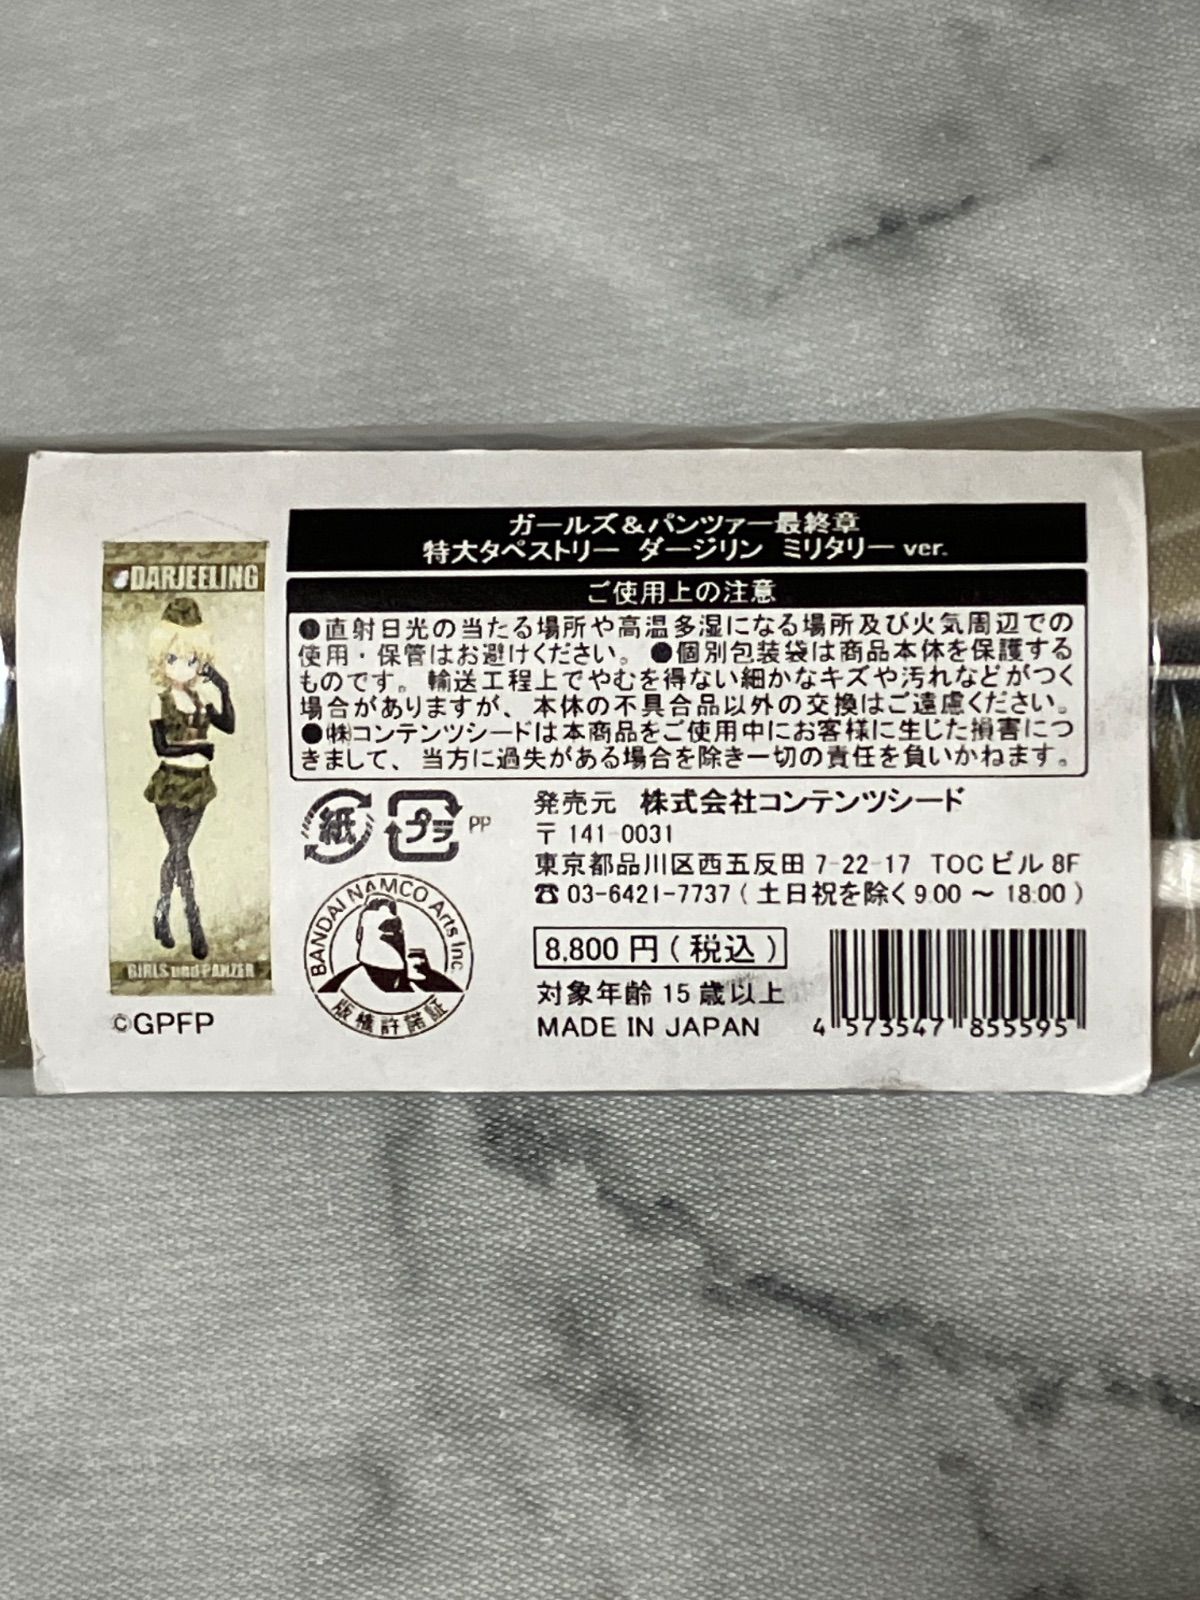 ガールズ&パンツァー最終章
特大タペストリー ダージリン ミリタリー ver.
ご使用上の注意
●直射日光の当たる場所や高温多湿になる場所及び火気周辺での
使用・保管はお避けください。●個別包装袋は商品本体を保護する
ものです。輸送工程上でやむを得ない細かなキズや汚れなどがつく
場合がありますが、本体の不具合品以外の交換はご遠慮ください。
●㈱コンテンツシードは本商品をご使用中にお客様に生じた損害につ
きまして、当方に過失がある場合を除き一切の責任を負いかねます。
DARJEELING
GIRLS und PANZER
©GPFP
紙
プラ
PP
BANDAI NAMCO Arts Inc.
版権許諾証
発売元 株式会社コンテンツシード
〒141-0031
東京都品川区西五反田 7-22-17 TOCビル 8F
☎ 03-6421-7737 ( 土日祝を除く 9:00 ～ 18:00 )
8,800 円 ( 税込 )
対象年齢 15 歳以上
MADE IN JAPAN
4 573547 855595